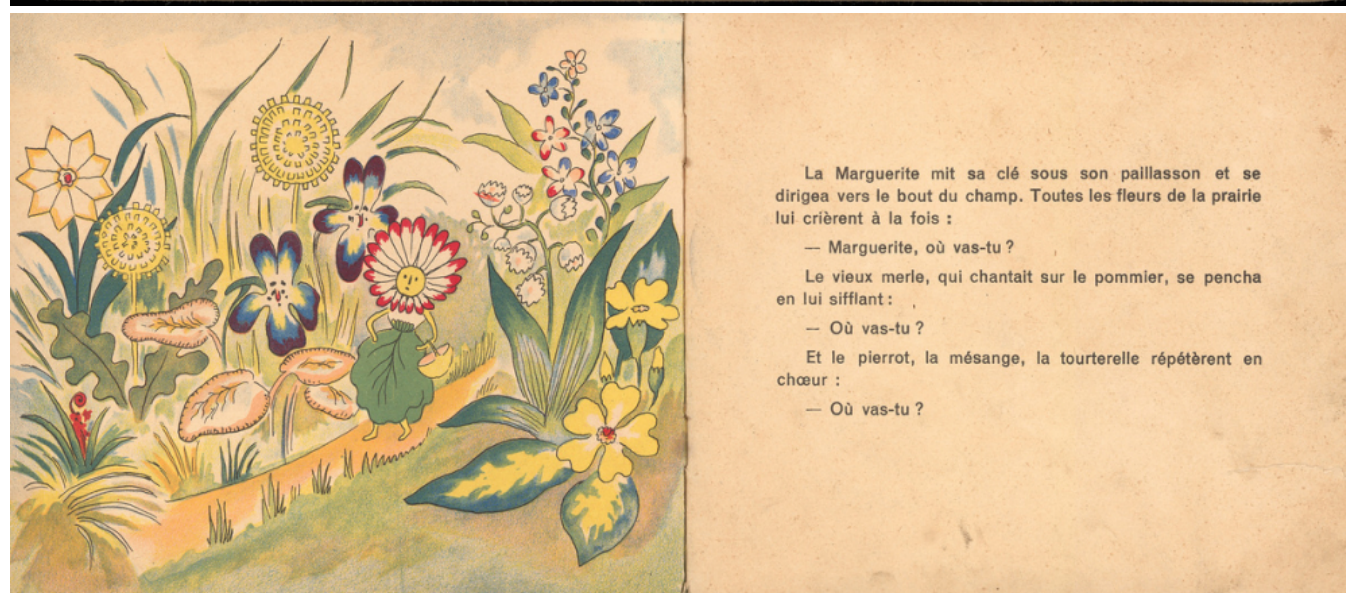 La Marguerite mit sa clé sous son paillasson et se
dirigea vers le bout du champ. Toutes les fleurs de la prairie
lui crièrent à la fois :
— Marguerite, où vas-tu ?
Le vieux merle, qui chantait sur le pommier, se pencha
en lui sifflant :
— Où vas-tu ?
Et le pierrot, la mésange, la tourterelle répétèrent en
chœur :
— Où vas-tu ?